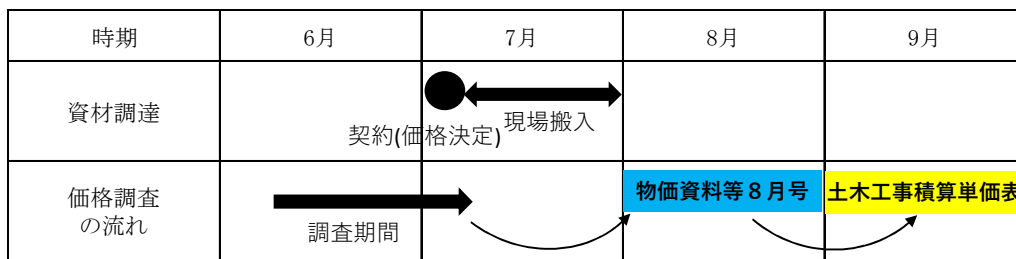 時期 6月 7月 8月 9月
資材調達
契約(価格決定)
現場搬入
価格調査
の流れ
調査期間
物価資料等８月号
土木工事積算単価表